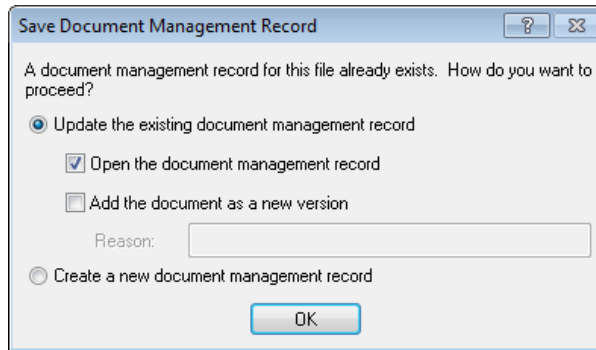 Save Document Management Record
A document management record for this file already exists. How do you want to
proceed?
Update the existing document management record
Open the document management record
Add the document as a new version
Reason:
Create a new document management record
OK